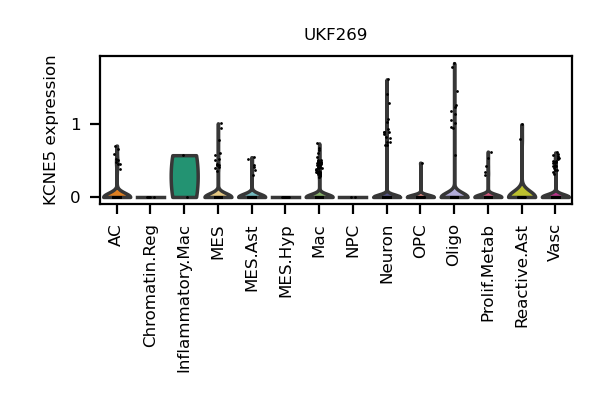 UKF269
KCNE5 expression
1
0
AC
Chromatin.Reg
Inflammatory.Mac
MES
MES.Ast
MES.Hyp
Mac
NPC
Neuron
OPC
Oligo
Prolif.Metab
Reactive.Ast
Vasc